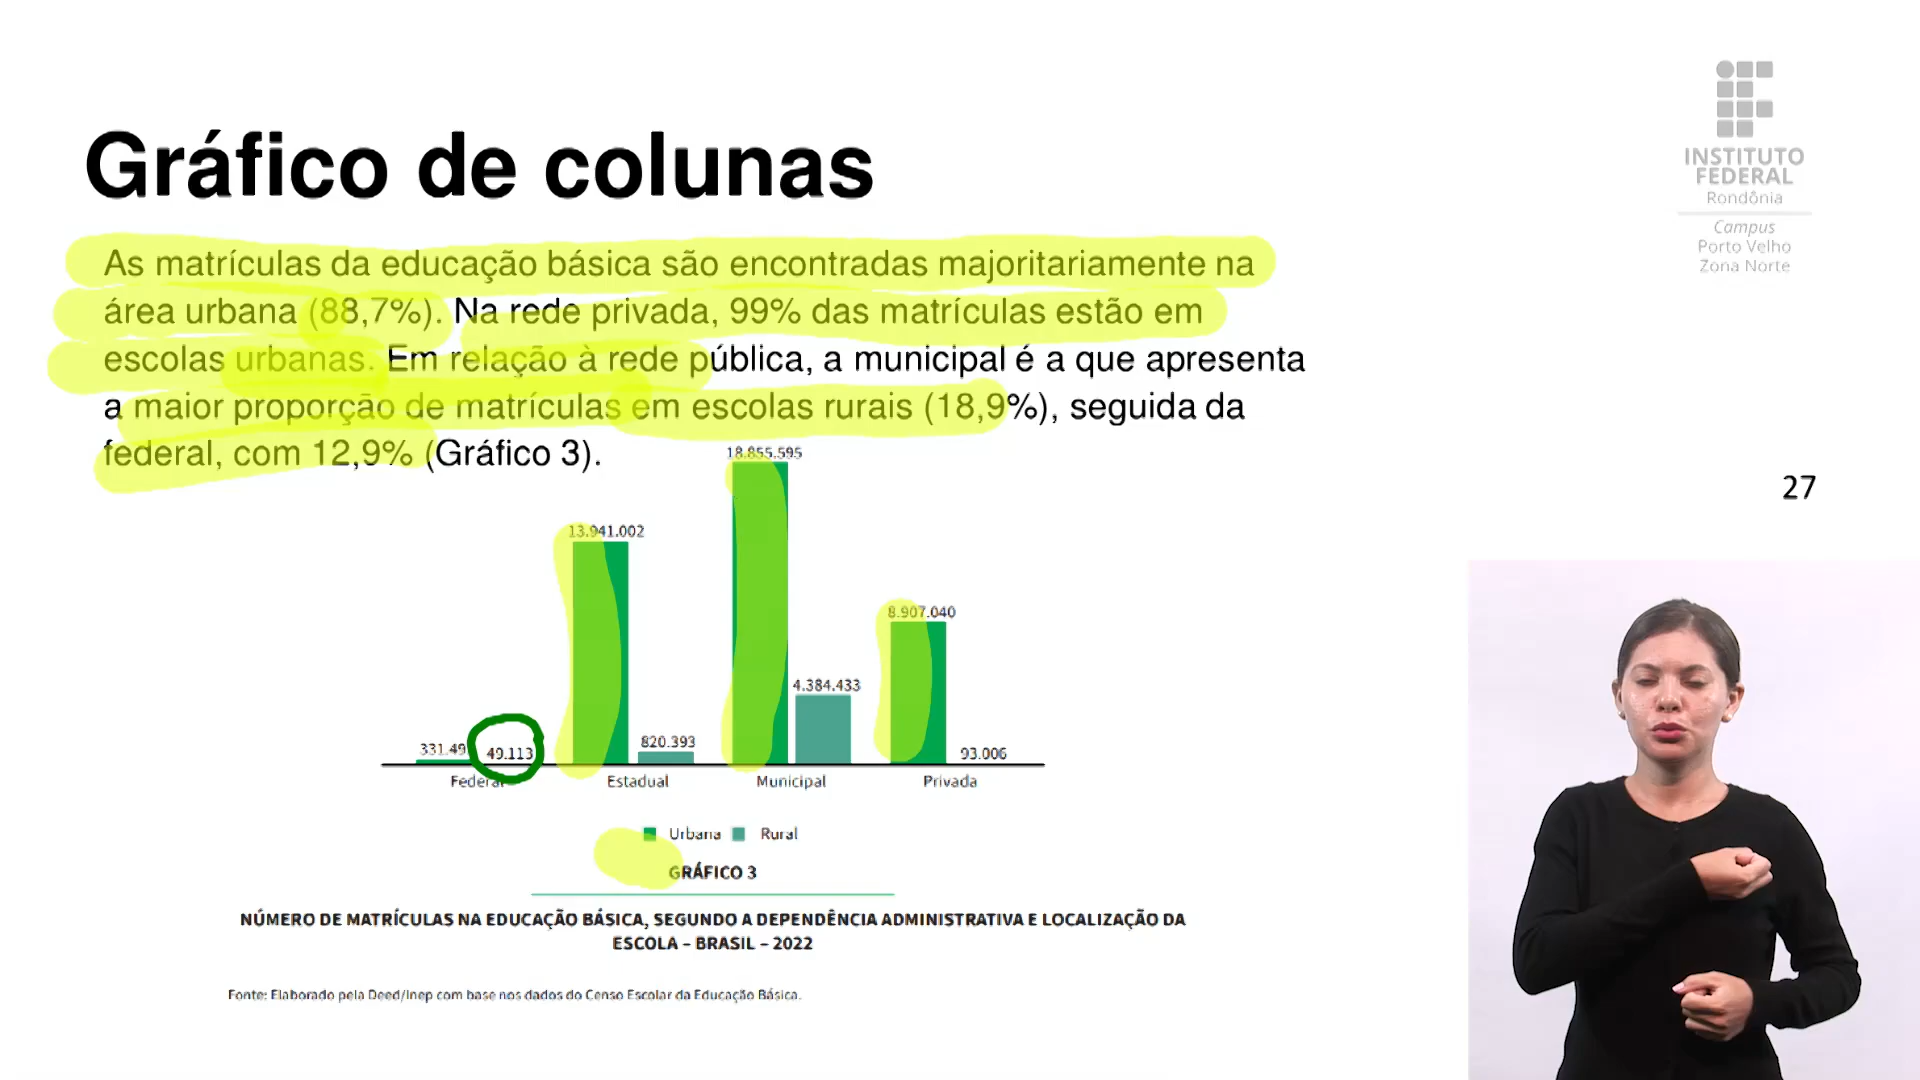 INSTITUTO
FEDERAL
Rondônia
Campus
Porto Velho
Zona Norte
Gráfico de colunas
As matrículas da educação básica são encontradas majoritariamente na
área urbana (88,7%). Na rede privada, 99% das matrículas estão em
escolas urbanas. Em relação à rede pública, a municipal é a que apresenta
a maior proporção de matrículas em escolas rurais (18,9%), seguida da
federal, com 12,9% (Gráfico 3).
27
18.855.595
13.941.002
8.907.040
4.384.433
820.393
331.49
49.113
93.006
Federal
Estadual
Municipal
Privada
Urbana
Rural
GRÁFICO 3
NÚMERO DE MATRÍCULAS NA EDUCAÇÃO BÁSICA, SEGUNDO A DEPENDÊNCIA ADMINISTRATIVA E LOCALIZAÇÃO DA
ESCOLA – BRASIL – 2022
Fonte: Elaborado pela Deed/Inep com base nos dados do Censo Escolar da Educação Básica.